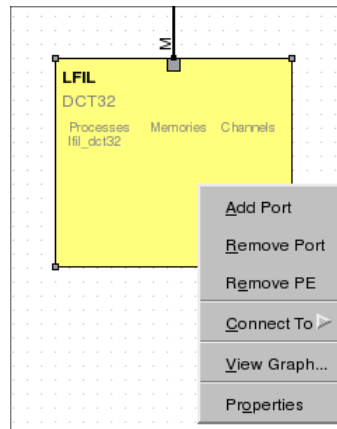 M
LFIL
DCT32
Processes Memories Channels
lfil_dct32
Add Port
Remove Port
Remove PE
Connect To
View Graph...
Properties